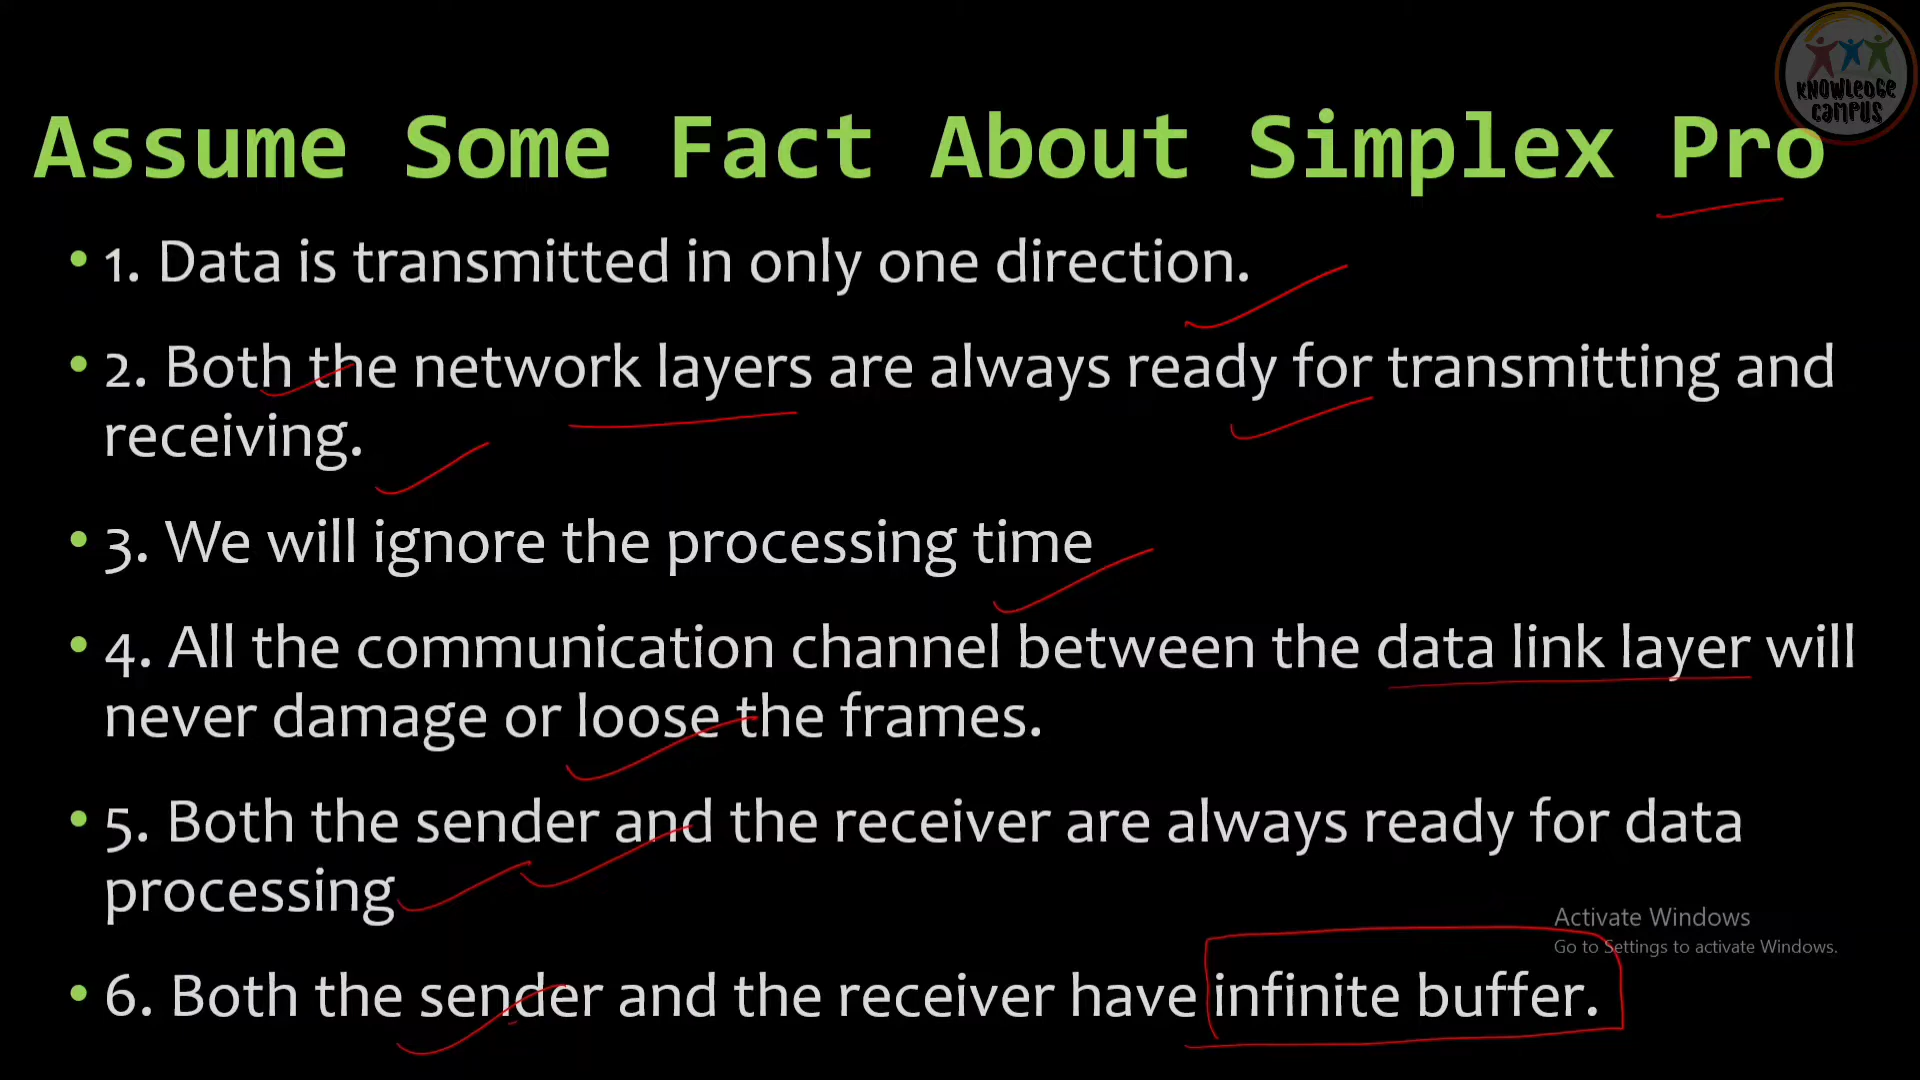 KNOWLEDGE
CAMPUS
Assume Some Fact About Simplex Pro
• 1. Data is transmitted in only one direction.
• 2. Both the network layers are always ready for transmitting and
receiving.
• 3. We will ignore the processing time
• 4. All the communication channel between the data link layer will
never damage or loose the frames.
• 5. Both the sender and the receiver are always ready for data
processing
Activate Windows
Go to Settings to activate Windows.
• 6. Both the sender and the receiver have infinite buffer.